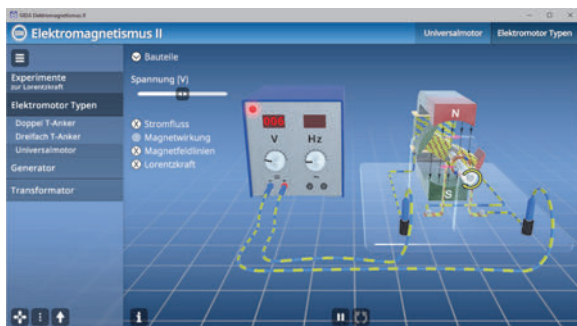 GIDA Elektromagnetismus II
Elektromagnetismus II
Universalmotor
Elektromotor Typen
Experimente
zur Lorentzkraft
Elektromotor Typen
Doppel T-Anker
Dreifach T-Anker
Universalmotor
Generator
Transformator
Bauteile
Spannung (V)
Stromfluss
Magnetwirkung
Magnetfeldlinien
Lorentzkraft
V
Hz
N
S